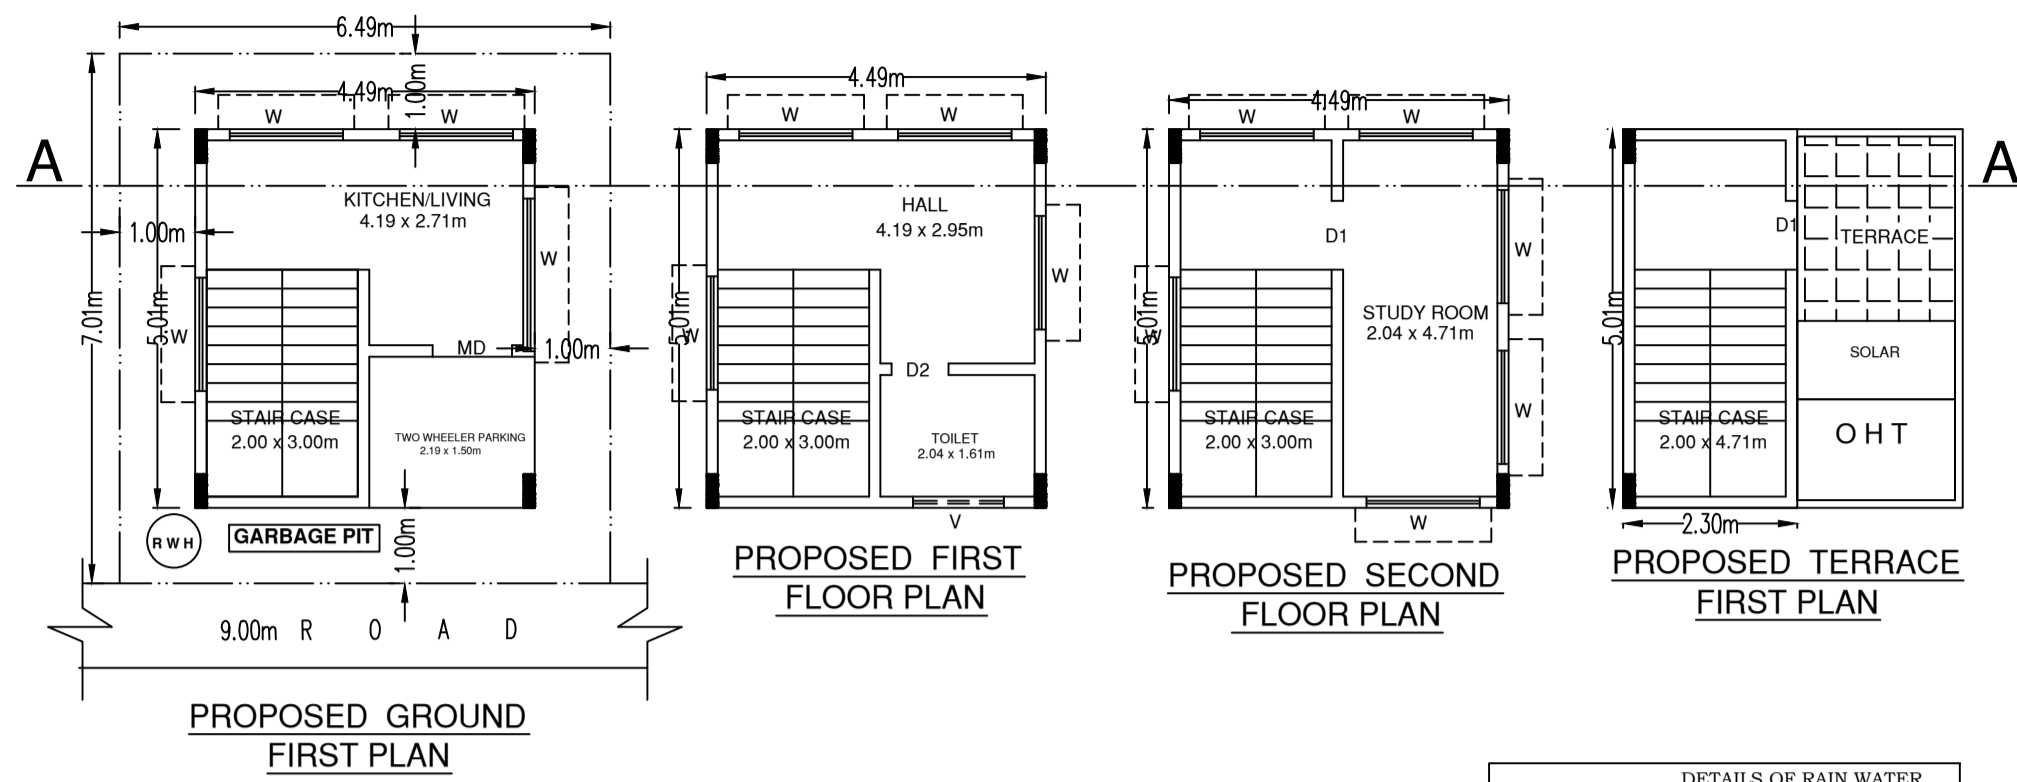 6.49m
1.00m
4.49m
W
W
A
KITCHEN/LIVING
4.19 x 2.71m
1.00m
W
7.01m
5.01m
W
MD
1.00m
STAIR CASE
2.00 x 3.00m
TWO WHEELER PARKING
2.19 x 1.50m
RWH
GARBAGE PIT
1.00m
9.00m R O A D
PROPOSED GROUND
FIRST PLAN
4.49m
W
W
HALL
4.19 x 2.95m
W
5.01m
W
D2
STAIR CASE
2.00 x 3.00m
TOILET
2.04 x 1.61m
V
PROPOSED FIRST
FLOOR PLAN
4.49m
W
W
D1
W
5.01m
W
STUDY ROOM
2.04 x 4.71m
W
STAIR CASE
2.00 x 3.00m
W
PROPOSED SECOND
FLOOR PLAN
A
D1
TERRACE
5.01m
SOLAR
STAIR CASE
2.00 x 4.71m
OHT
2.30m
PROPOSED TERRACE
FIRST PLAN
DETAILS OF RAIN WATER